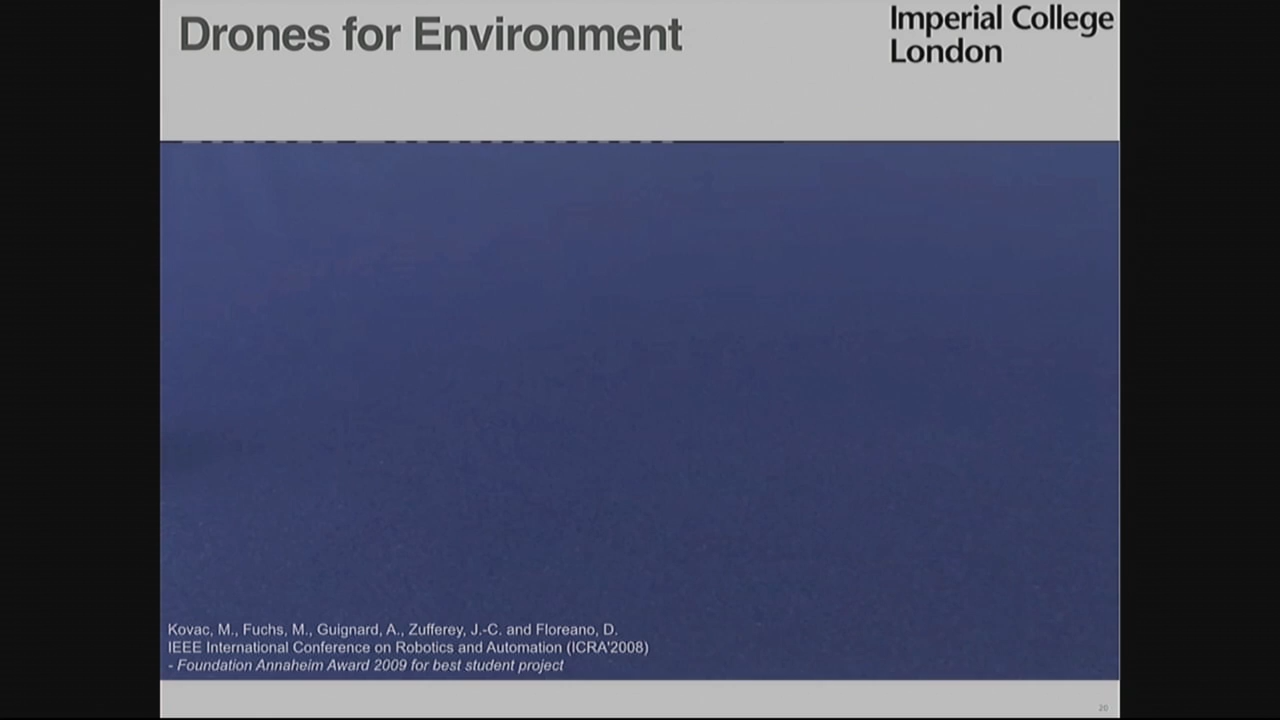 Drones for Environment
Imperial College
London
Kovac, M., Fuchs, M., Guignard, A., Zufferey, J.-C. and Floreano, D.
IEEE International Conference on Robotics and Automation (ICRA'2008)
- Foundation Annaheim Award 2009 for best student project
20